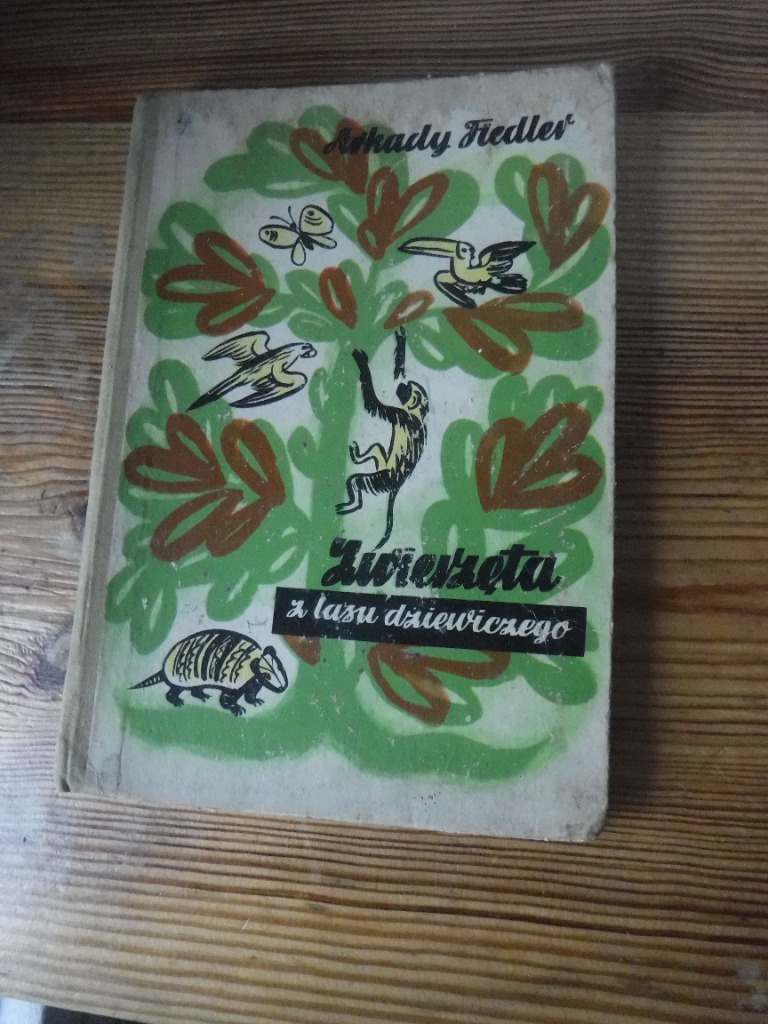 Arkady Fiedler
Zwierzęta
z lasu dziewiczego